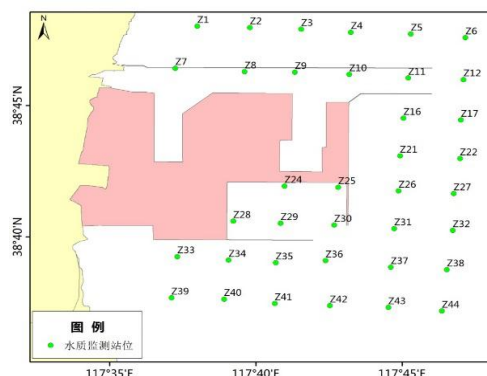 N
Z1 Z2 Z3 Z4 Z5 Z6
Z7 Z8 Z9 Z10 Z11 Z12
38°45'N
Z16 Z17
Z21 Z22
Z24 Z25 Z26 Z27
Z28 Z29 Z30 Z31 Z32
38°40'N
Z33 Z34 Z35 Z36 Z37 Z38
Z39 Z40 Z41 Z42 Z43 Z44
图 例
水质监测站位
117°35'E 117°40'E 117°45'E